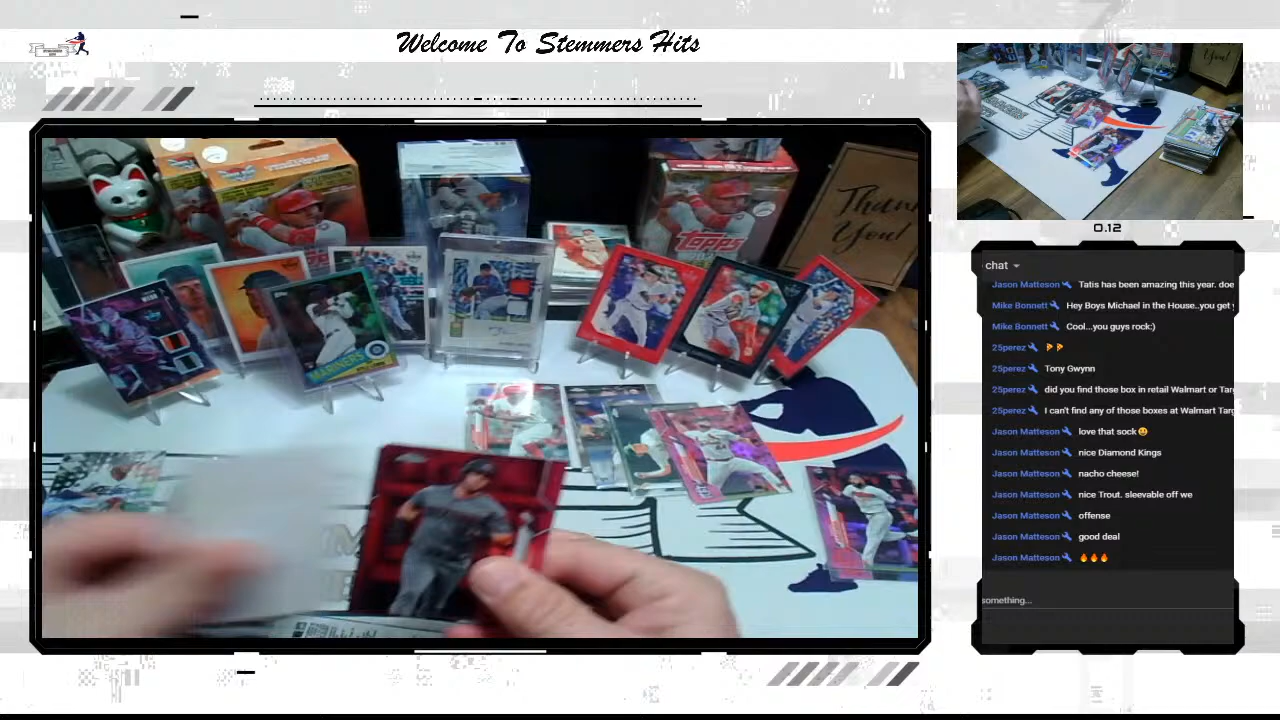 Welcome To Stemmers Hits
Thank
You!
topps
MARINERS
You!
0.12
chat
Jason Matteson Tatis has been amazing this year. doe
Mike Bonnett Hey Boys Michael in the House..you get
Mike Bonnett Cool...you guys rock:)
25perez
25perez Tony Gwynn
25perez did you find those box in retail Walmart or Tar
25perez I can't find any of those boxes at Walmart Targ
Jason Matteson love that sock😃
Jason Matteson nice Diamond Kings
Jason Matteson nacho cheese!
Jason Matteson nice Trout. sleevable off we
Jason Matteson offense
Jason Matteson good deal
Jason Matteson 🔥🔥🔥
something...